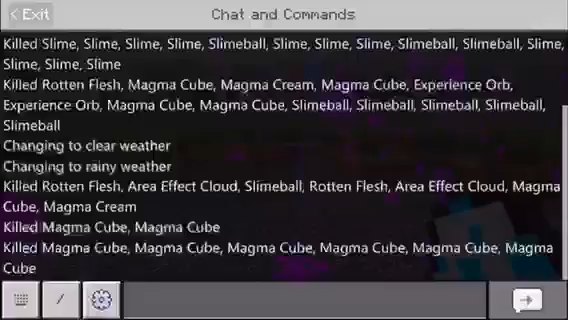 Exit
Chat and Commands
Killed Slime, Slime, Slime, Slime, Slimeball, Slime, Slime, Slime, Slimeball, Slimeball, Slime,
Slime, Slime, Slime
Killed Rotten Flesh, Magma Cube, Magma Cream, Magma Cube, Experience Orb,
Experience Orb, Magma Cube, Magma Cube, Slimeball, Slimeball, Slimeball, Slimeball,
Slimeball
Changing to clear weather
Changing to rainy weather
Killed Rotten Flesh, Area Effect Cloud, Slimeball, Rotten Flesh, Area Effect Cloud, Magma
Cube, Magma Cream
Killed Magma Cube, Magma Cube
Killed Magma Cube, Magma Cube, Magma Cube, Magma Cube, Magma Cube, Magma
Cube
/